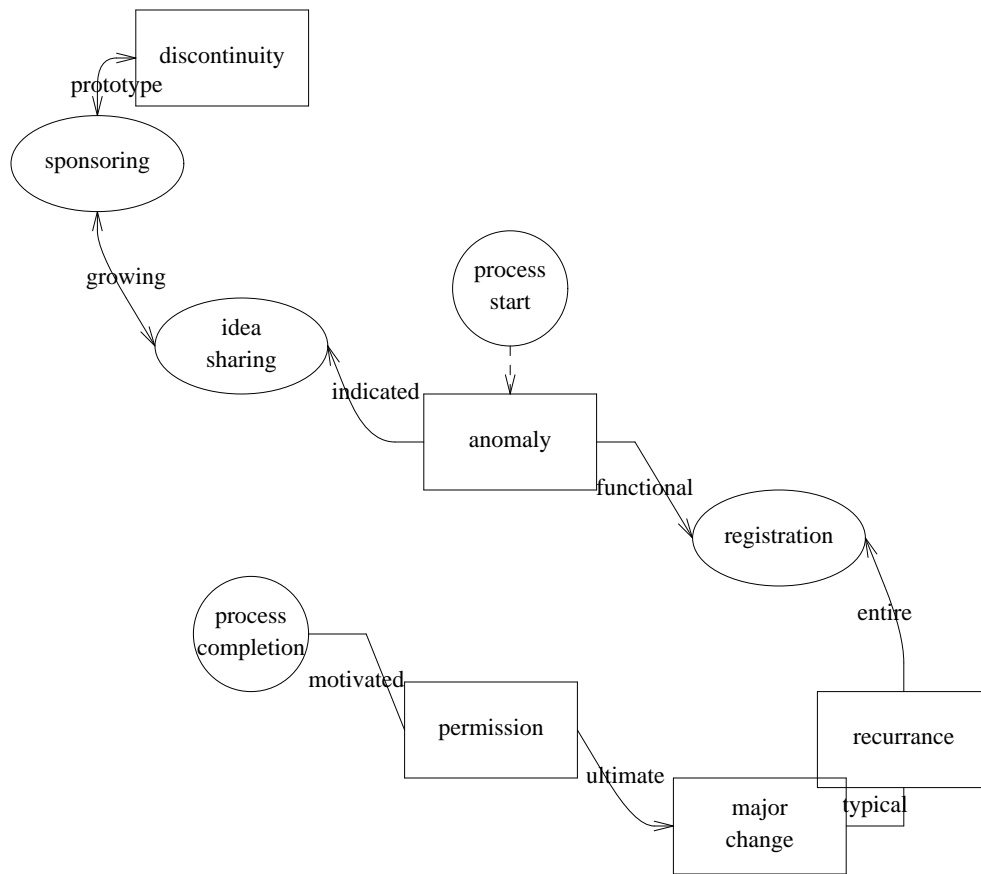 discontinuity
prototype
sponsoring
growing
process
start
idea
sharing
indicated
anomaly
functional
registration
process
completion
entire
motivated
permission
recurrance
ultimate
typical
major
change